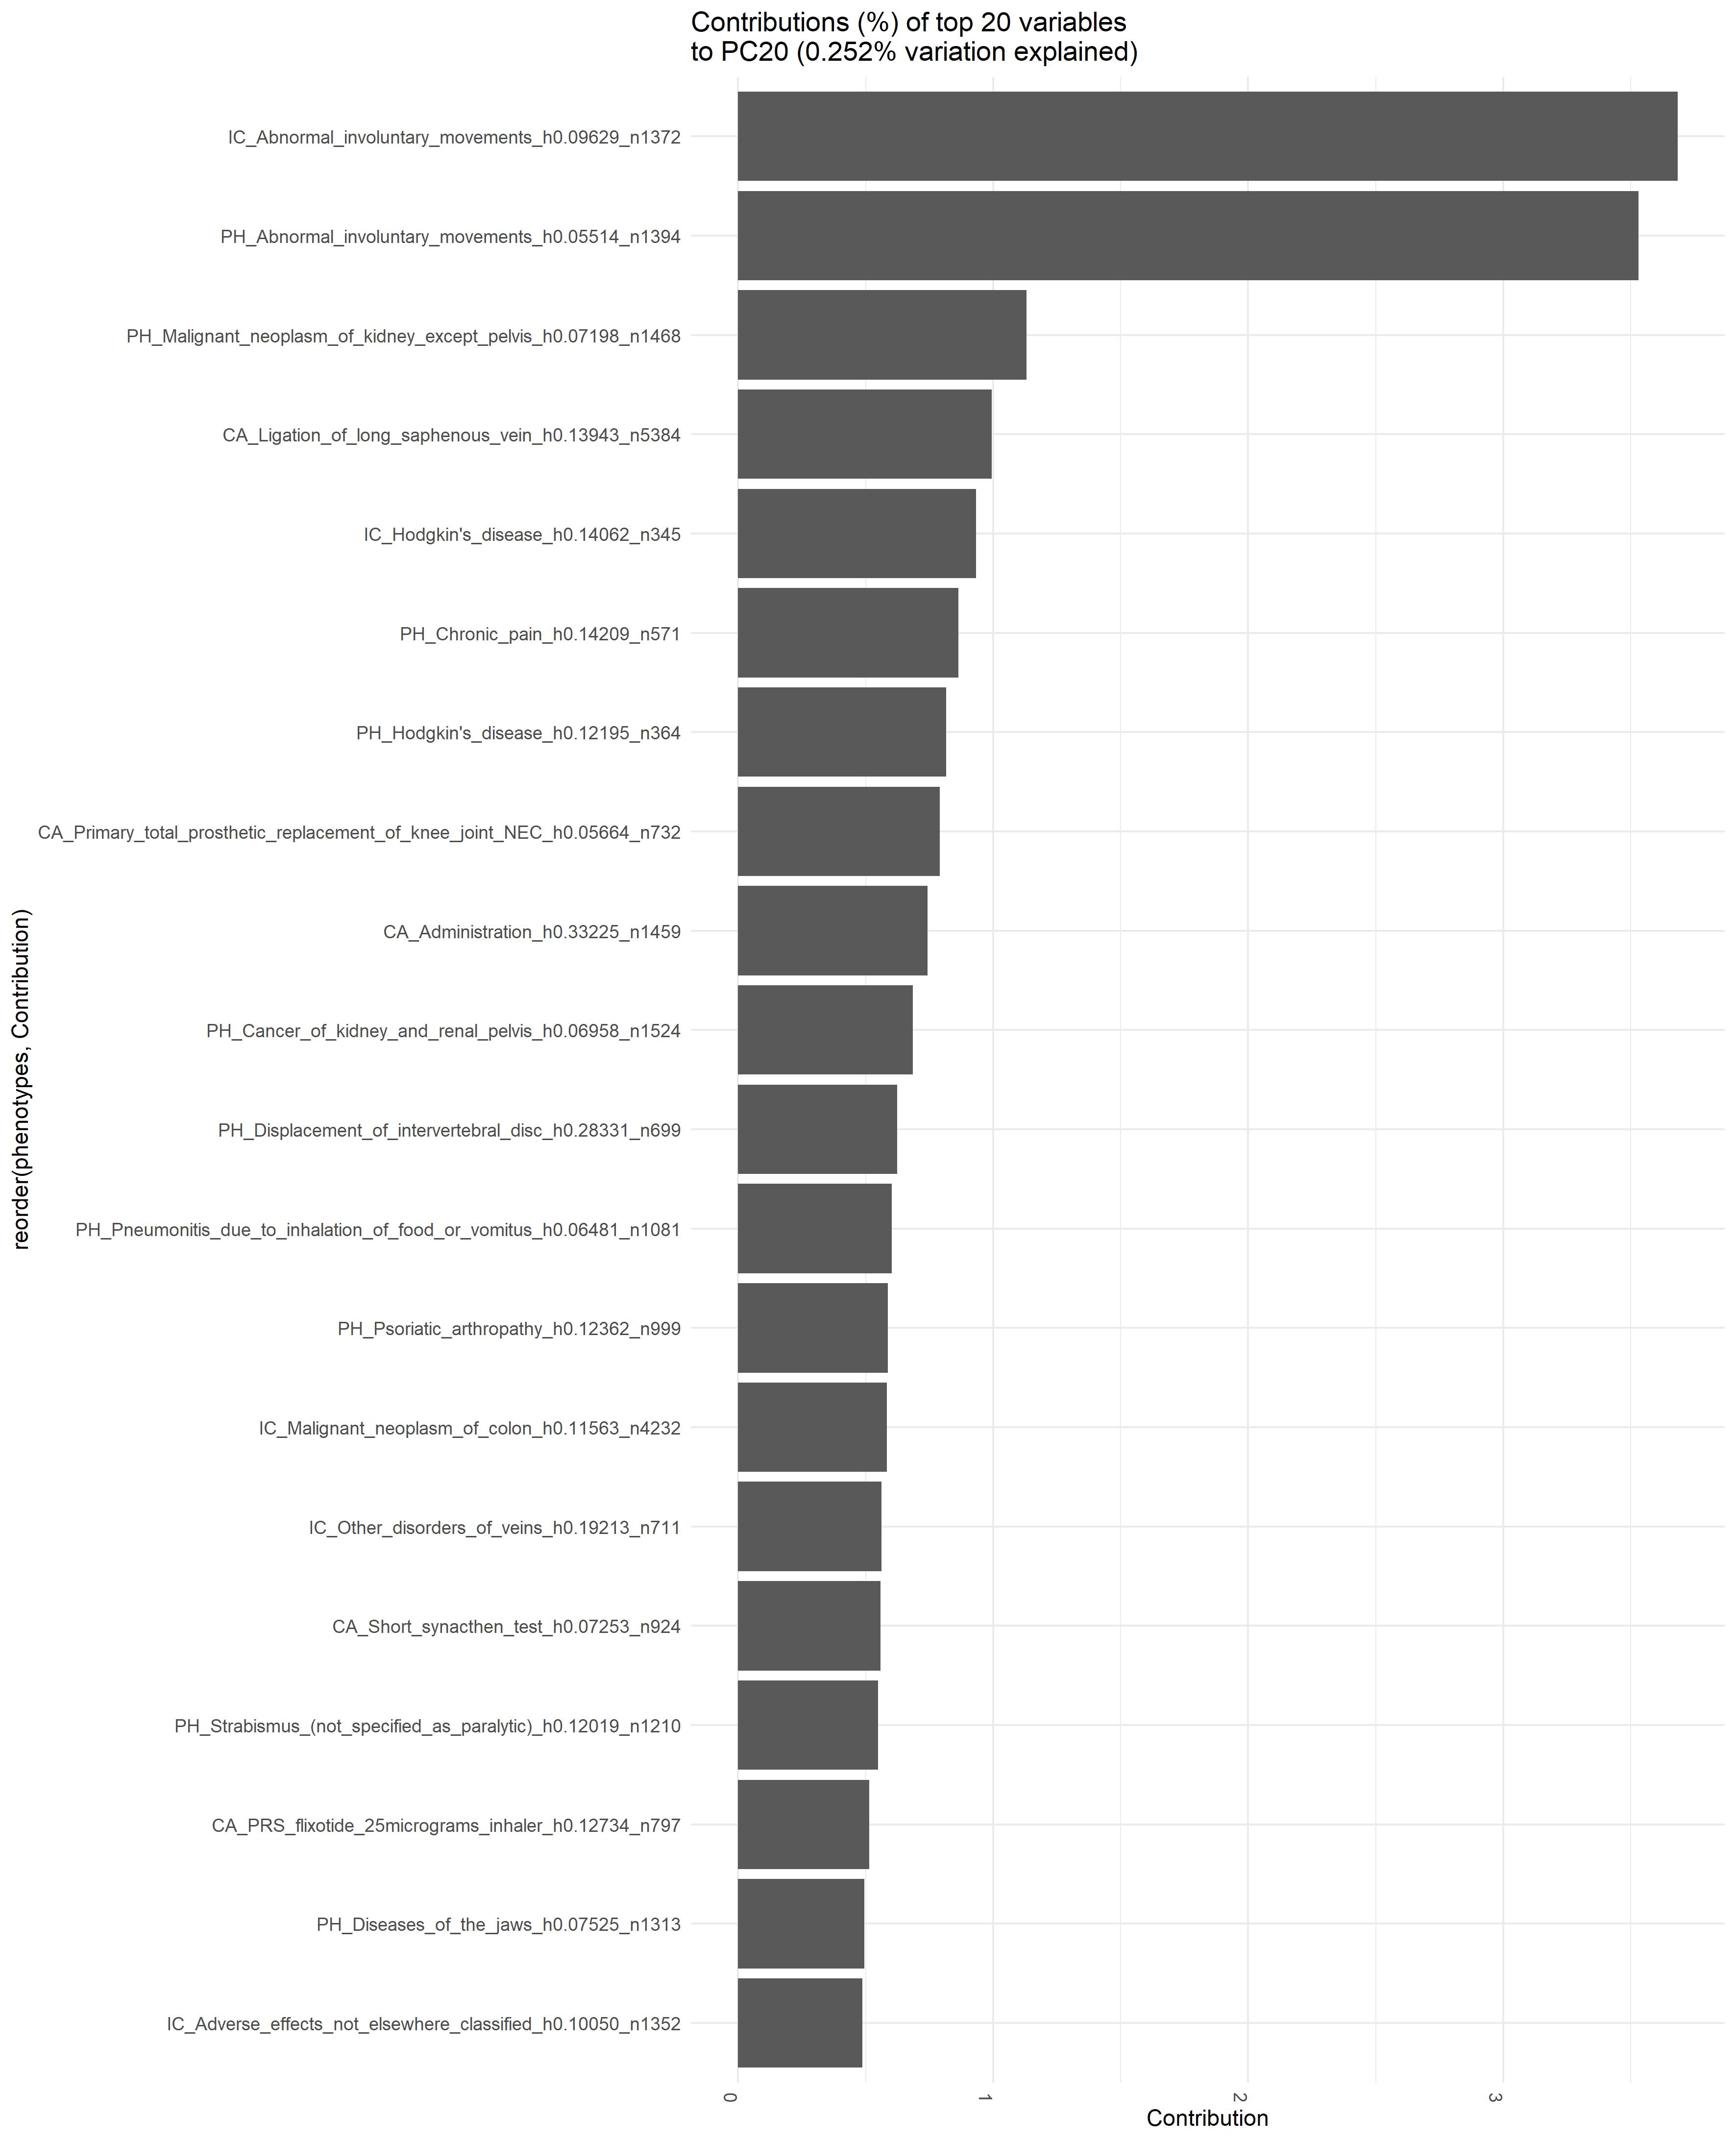 Contributions (%) of top 20 variables
to PC20 (0.252% variation explained)
IC_Abnormal_involuntary_movements_h0.09629_n1372
PH_Abnormal_involuntary_movements_h0.05514_n1394
PH_Malignant_neoplasm_of_kidney_except_pelvis_h0.07198_n1468
CA_Ligation_of_long_saphenous_vein_h0.13943_n5384
IC_Hodgkin's_disease_h0.14062_n345
PH_Chronic_pain_h0.14209_n571
PH_Hodgkin's_disease_h0.12195_n364
CA_Primary_total_prosthetic_replacement_of_knee_joint_NEC_h0.05664_n732
CA_Administration_h0.33225_n1459
PH_Cancer_of_kidney_and_renal_pelvis_h0.06958_n1524
PH_Displacement_of_intervertebral_disc_h0.28331_n699
PH_Pneumonitis_due_to_inhalation_of_food_or_vomitus_h0.06481_n1081
PH_Psoriatic_arthropathy_h0.12362_n999
IC_Malignant_neoplasm_of_colon_h0.11563_n4232
IC_Other_disorders_of_veins_h0.19213_n711
CA_Short_synacthen_test_h0.07253_n924
PH_Strabismus_(not_specified_as_paralytic)_h0.12019_n1210
CA_PRS_flixotide_25micrograms_inhaler_h0.12734_n797
PH_Diseases_of_the_jaws_h0.07525_n1313
IC_Adverse_effects_not_elsewhere_classified_h0.10050_n1352
reorder(phenotypes, Contribution)
0 1 2 3
Contribution